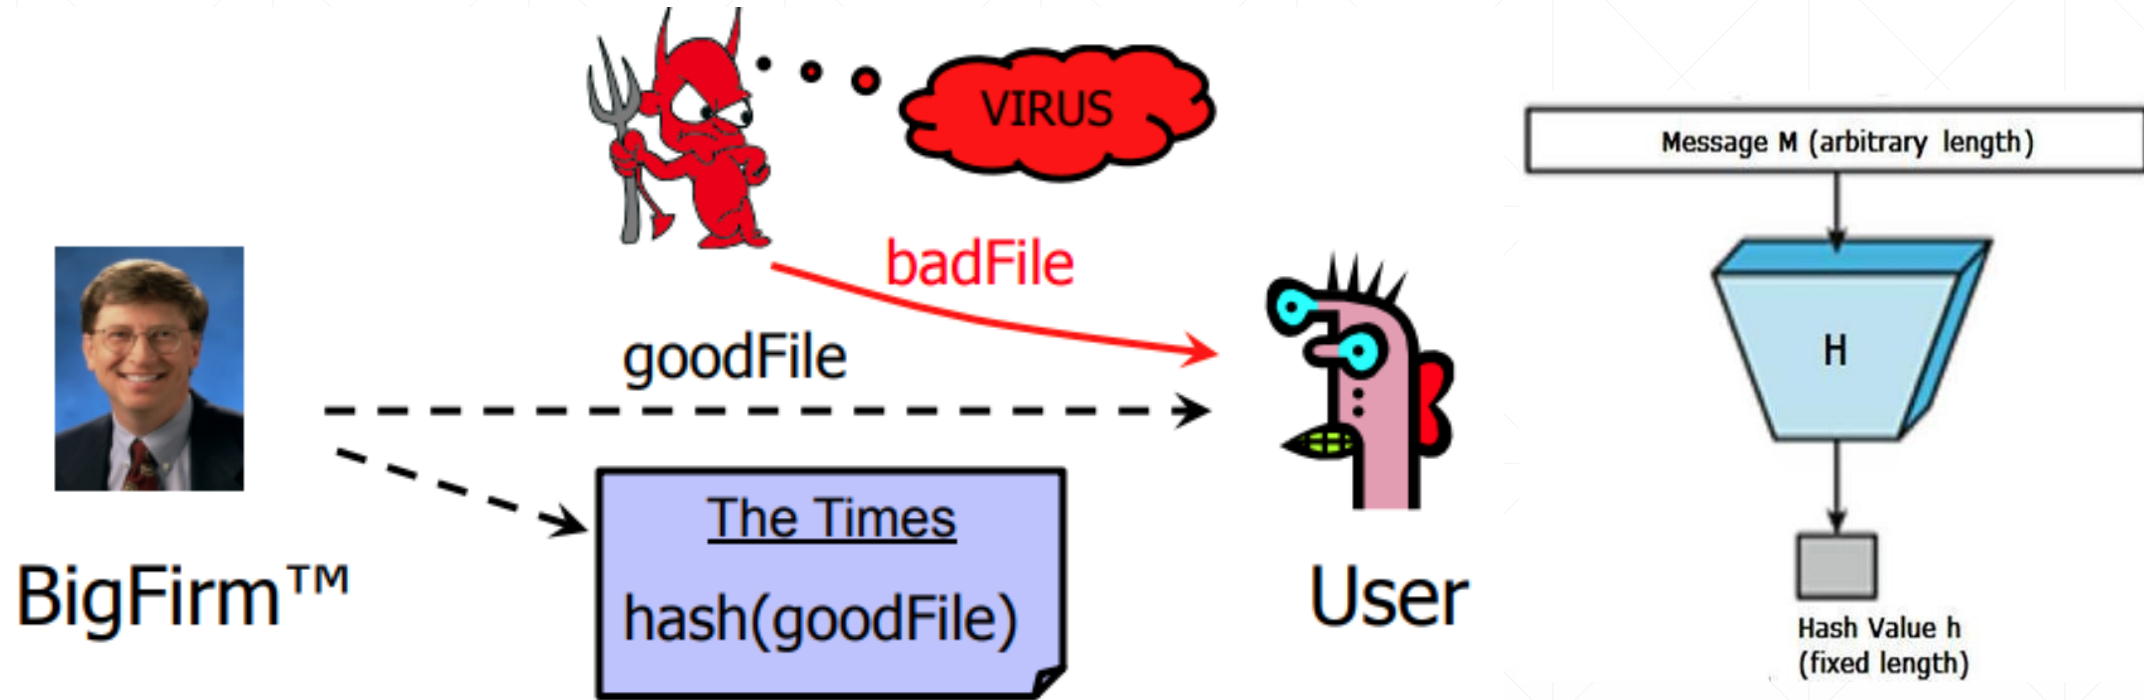 VIRUS
badFile
goodFile
The Times
hash(goodFile)
BigFirm™
User
Message M (arbitrary length)
H
Hash Value h
(fixed length)